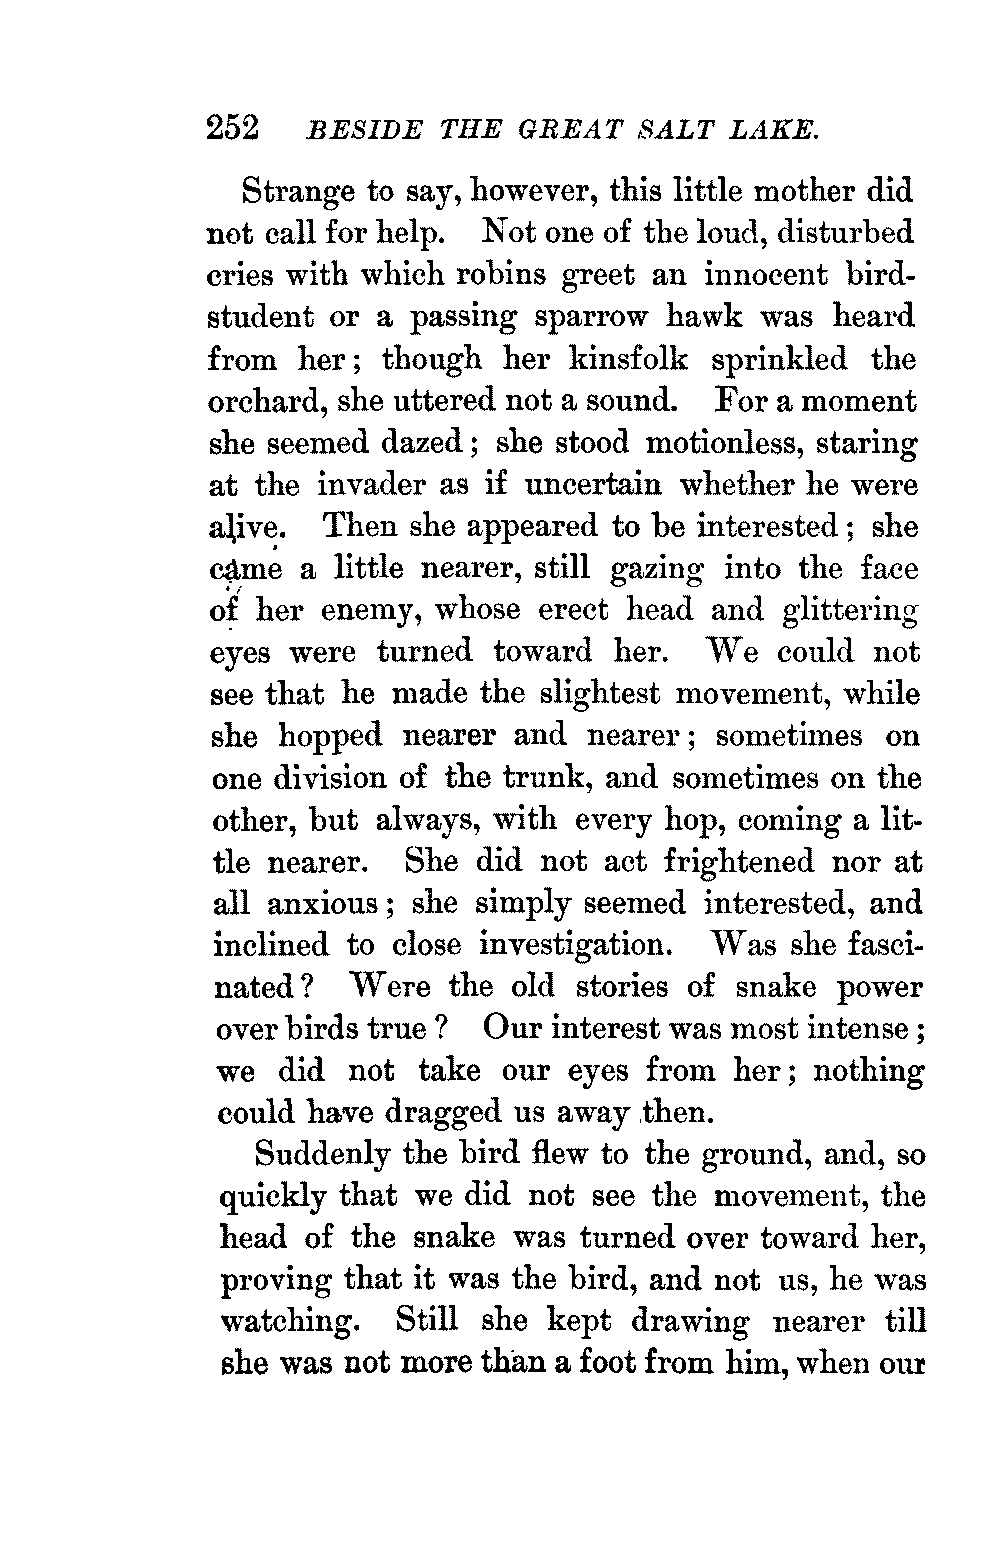 252 BESIDE THE GREAT SALT LAKE.
Strange to say, however, this little mother did
not call for help. Not one of the loud, disturbed
cries with which robins greet an innocent bird-
student or a passing sparrow hawk was heard
from her; though her kinsfolk sprinkled the
orchard, she uttered not a sound. For a moment
she seemed dazed; she stood motionless, staring
at the invader as if uncertain whether he were
alive. Then she appeared to be interested; she
came a little nearer, still gazing into the face
of her enemy, whose erect head and glittering
eyes were turned toward her. We could not
see that he made the slightest movement, while
she hopped nearer and nearer; sometimes on
one division of the trunk, and sometimes on the
other, but always, with every hop, coming a lit-
tle nearer. She did not act frightened nor at
all anxious; she simply seemed interested, and
inclined to close investigation. Was she fasci-
nated? Were the old stories of snake power
over birds true? Our interest was most intense;
we did not take our eyes from her; nothing
could have dragged us away then.
Suddenly the bird flew to the ground, and, so
quickly that we did not see the movement, the
head of the snake was turned over toward her,
proving that it was the bird, and not us, he was
watching. Still she kept drawing nearer till
she was not more than a foot from him, when our